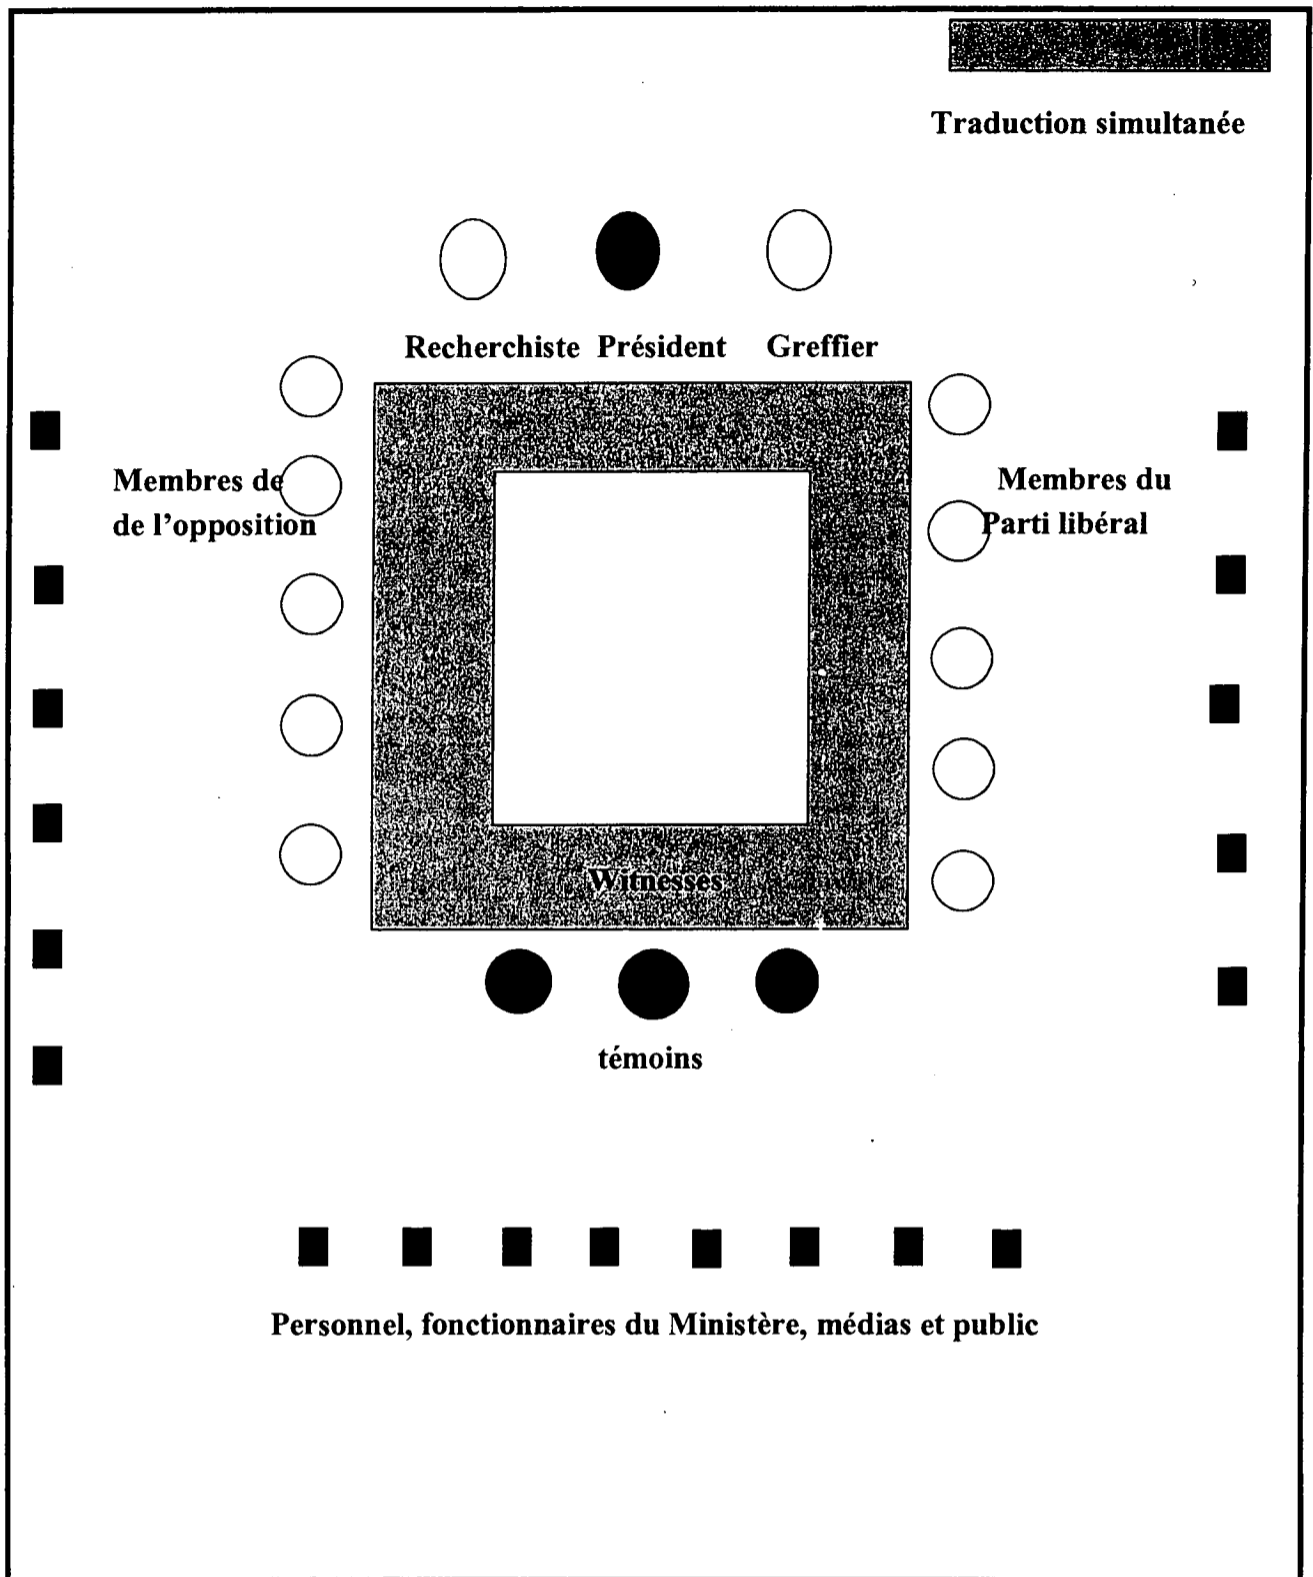 Traduction simultanée
Recherchiste Président Greffier
Membres de
de l'opposition
Membres du
Parti libéral
Witnesses
témoins
Personnel, fonctionnaires du Ministère, médias et public